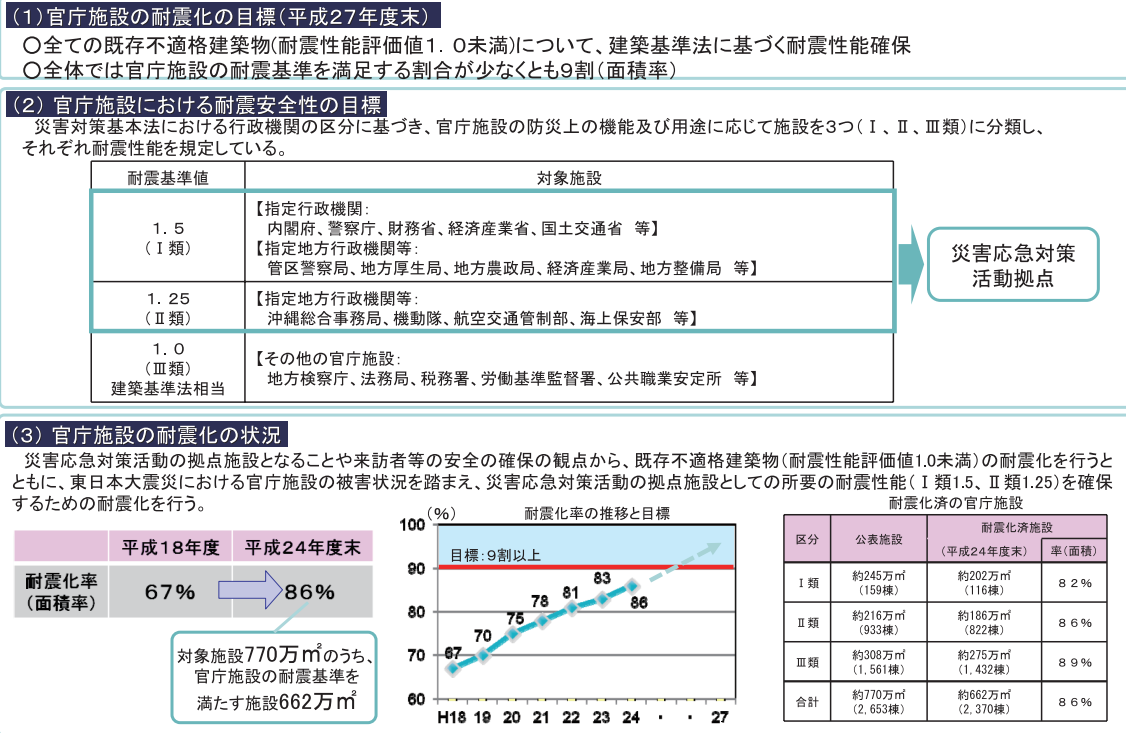 （１）官庁施設の耐震化の目標（平成２７年度末）
○全ての既存不適格建築物(耐震性能評価値１．０未満)について、建築基準法に基づく耐震性能確保
○全体では官庁施設の耐震基準を満足する割合が少なくとも９割（面積率）
（２） 官庁施設における耐震安全性の目標
災害対策基本法における行政機関の区分に基づき、官庁施設の防災上の機能及び用途に応じて施設を３つ（Ⅰ、Ⅱ、Ⅲ類）に分類し、
それぞれ耐震性能を規定している。
耐震基準値 対象施設
１．５
（Ⅰ類）
【指定行政機関：
内閣府、警察庁、財務省、経済産業省、国土交通省　等】
【指定地方行政機関等：
管区警察局、地方厚生局、地方農政局、経済産業局、地方整備局　等】
１．２５
（Ⅱ類）
【指定地方行政機関等：
沖縄総合事務局、機動隊、航空交通管制部、海上保安部　等】
１．０
（Ⅲ類）
建築基準法相当
【その他の官庁施設：
地方検察庁、法務局、税務署、労働基準監督署、公共職業安定所　等】
災害応急対策
活動拠点
（３） 官庁施設の耐震化の状況
災害応急対策活動の拠点施設となることや来訪者等の安全の確保の観点から、既存不適格建築物（耐震性能評価値1.0未満）の耐震化を行うと
ともに、東日本大震災における官庁施設の被害状況を踏まえ、災害応急対策活動の拠点施設としての所要の耐震性能（Ⅰ類1.5、Ⅱ類1.25）を確保
するための耐震化を行う。
平成１８年度 平成２４年度末
耐震化率
（面積率）
６７％ ８６％
対象施設770万㎡のうち、
官庁施設の耐震基準を
満たす施設662万㎡
（％） 耐震化率の推移と目標
目標：９割以上
100
90
80
70
60
67
70
75
78
81
83
86
H18 19 20 21 22 23 24 ・ ・ 27
耐震化済の官庁施設
区分 公表施設 耐震化済施設
（平成24年度末） 率（面積）
Ⅰ類 約245万㎡ 約202万㎡ ８２％
（159棟） （116棟）
Ⅱ類 約216万㎡ 約186万㎡ ８６％
（933棟） （822棟）
Ⅲ類 約308万㎡ 約275万㎡ ８９％
（1,561棟） （1,432棟）
合計 約770万㎡ 約662万㎡ ８６％
（2,653棟） （2,370棟）